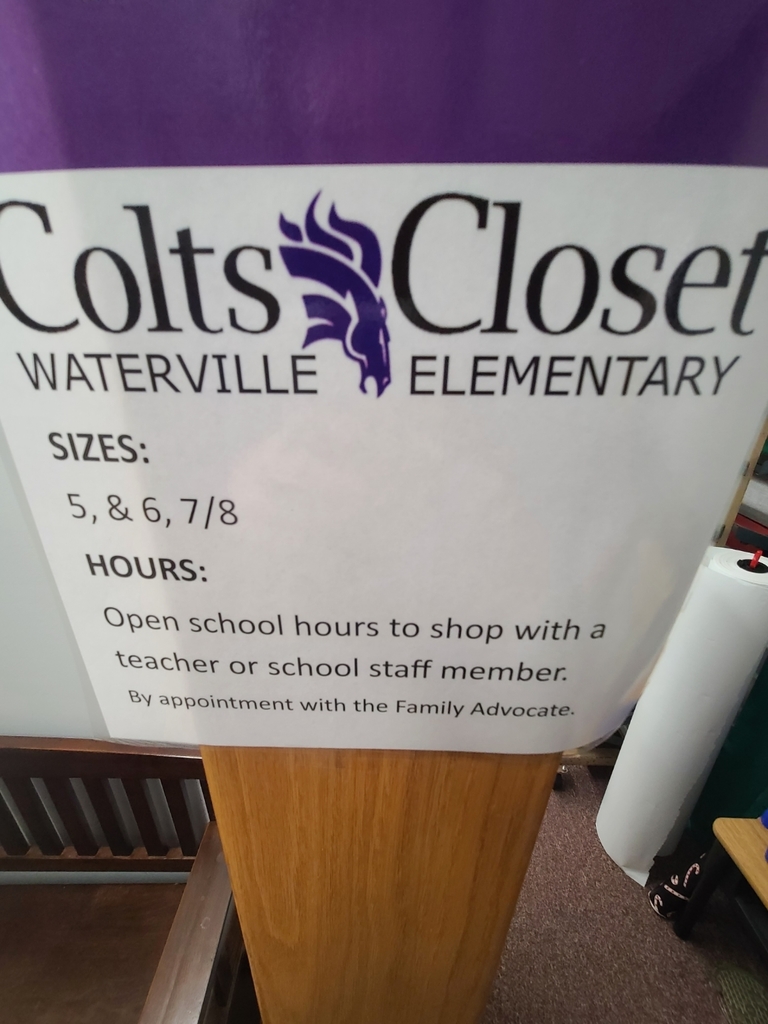 Colts Closet
WATERVILLE ELEMENTARY
SIZES:
5, & 6, 7/8
HOURS:
Open school hours to shop with a
teacher or school staff member.
By appointment with the Family Advocate.